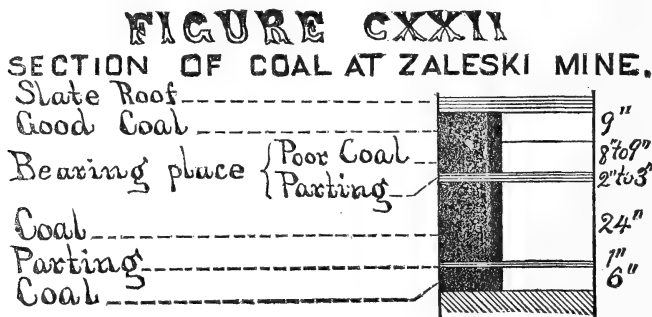 FIGURE CXXII
SECTION OF COAL AT ZALESKI MINE.
Slate Roof
Good Coal 9"
Bearing place { Poor Coal 8" to 9"
Parting 2" to 3"
Coal 24"
Parting 1"
Coal 6"